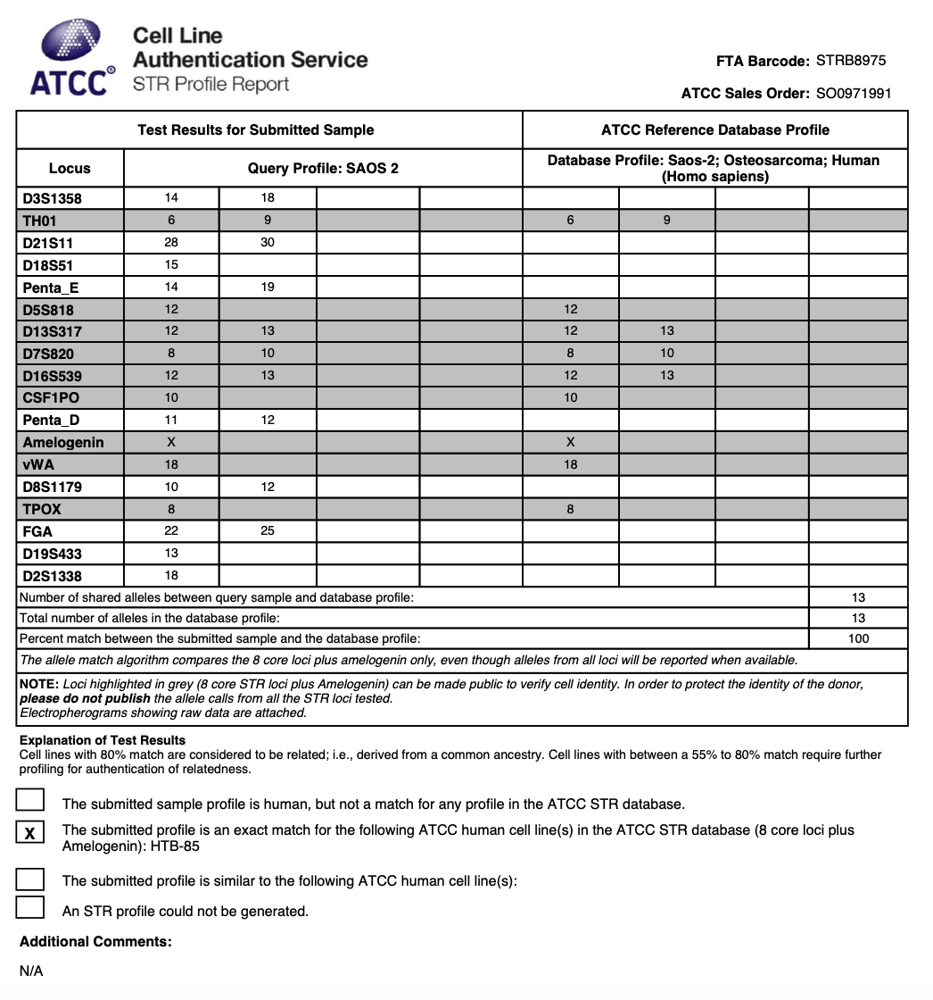 Cell Line
Authentication Service
STR Profile Report
ATCC®
FTA Barcode: STRB8975
ATCC Sales Order: SO0971991
Test Results for Submitted Sample ATCC Reference Database Profile
Locus Query Profile: SAOS 2 Database Profile: Saos-2; Osteosarcoma; Human
(Homo sapiens)
D3S1358 14 18
TH01 6 9 6 9
D21S11 28 30
D18S51 15
Penta_E 14 19
D5S818 12 12
D13S317 12 13 12 13
D7S820 8 10 8 10
D16S539 12 13 12 13
CSF1PO 10 10
Penta_D 11 12
Amelogenin X X
vWA 18 18
D8S1179 10 12
TPOX 8 8
FGA 22 25
D19S433 13
D2S1338 18
Number of shared alleles between query sample and database profile: 13
Total number of alleles in the database profile: 13
Percent match between the submitted sample and the database profile: 100
The allele match algorithm compares the 8 core loci plus amelogenin only, even though alleles from all loci will be reported when available.
NOTE: Loci highlighted in grey (8 core STR loci plus Amelogenin) can be made public to verify cell identity. In order to protect the identity of the donor,
please do not publish the allele calls from all the STR loci tested.
Electropherograms showing raw data are attached.
Explanation of Test Results
Cell lines with 80% match are considered to be related; i.e., derived from a common ancestry. Cell lines with between a 55% to 80% match require further
profiling for authentication of relatedness.
The submitted sample profile is human, but not a match for any profile in the ATCC STR database.
X The submitted profile is an exact match for the following ATCC human cell line(s) in the ATCC STR database (8 core loci plus
Amelogenin): HTB-85
The submitted profile is similar to the following ATCC human cell line(s):
An STR profile could not be generated.
Additional Comments:
N/A